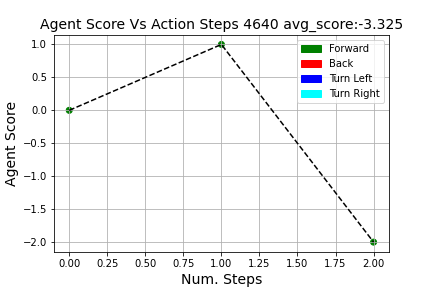 Agent Score Vs Action Steps 4640 avg_score:-3.325
Forward
Back
Turn Left
Turn Right
Agent Score
1.0
0.5
0.0
−0.5
−1.0
−1.5
−2.0
0.00 0.25 0.50 0.75 1.00 1.25 1.50 1.75 2.00
Num. Steps